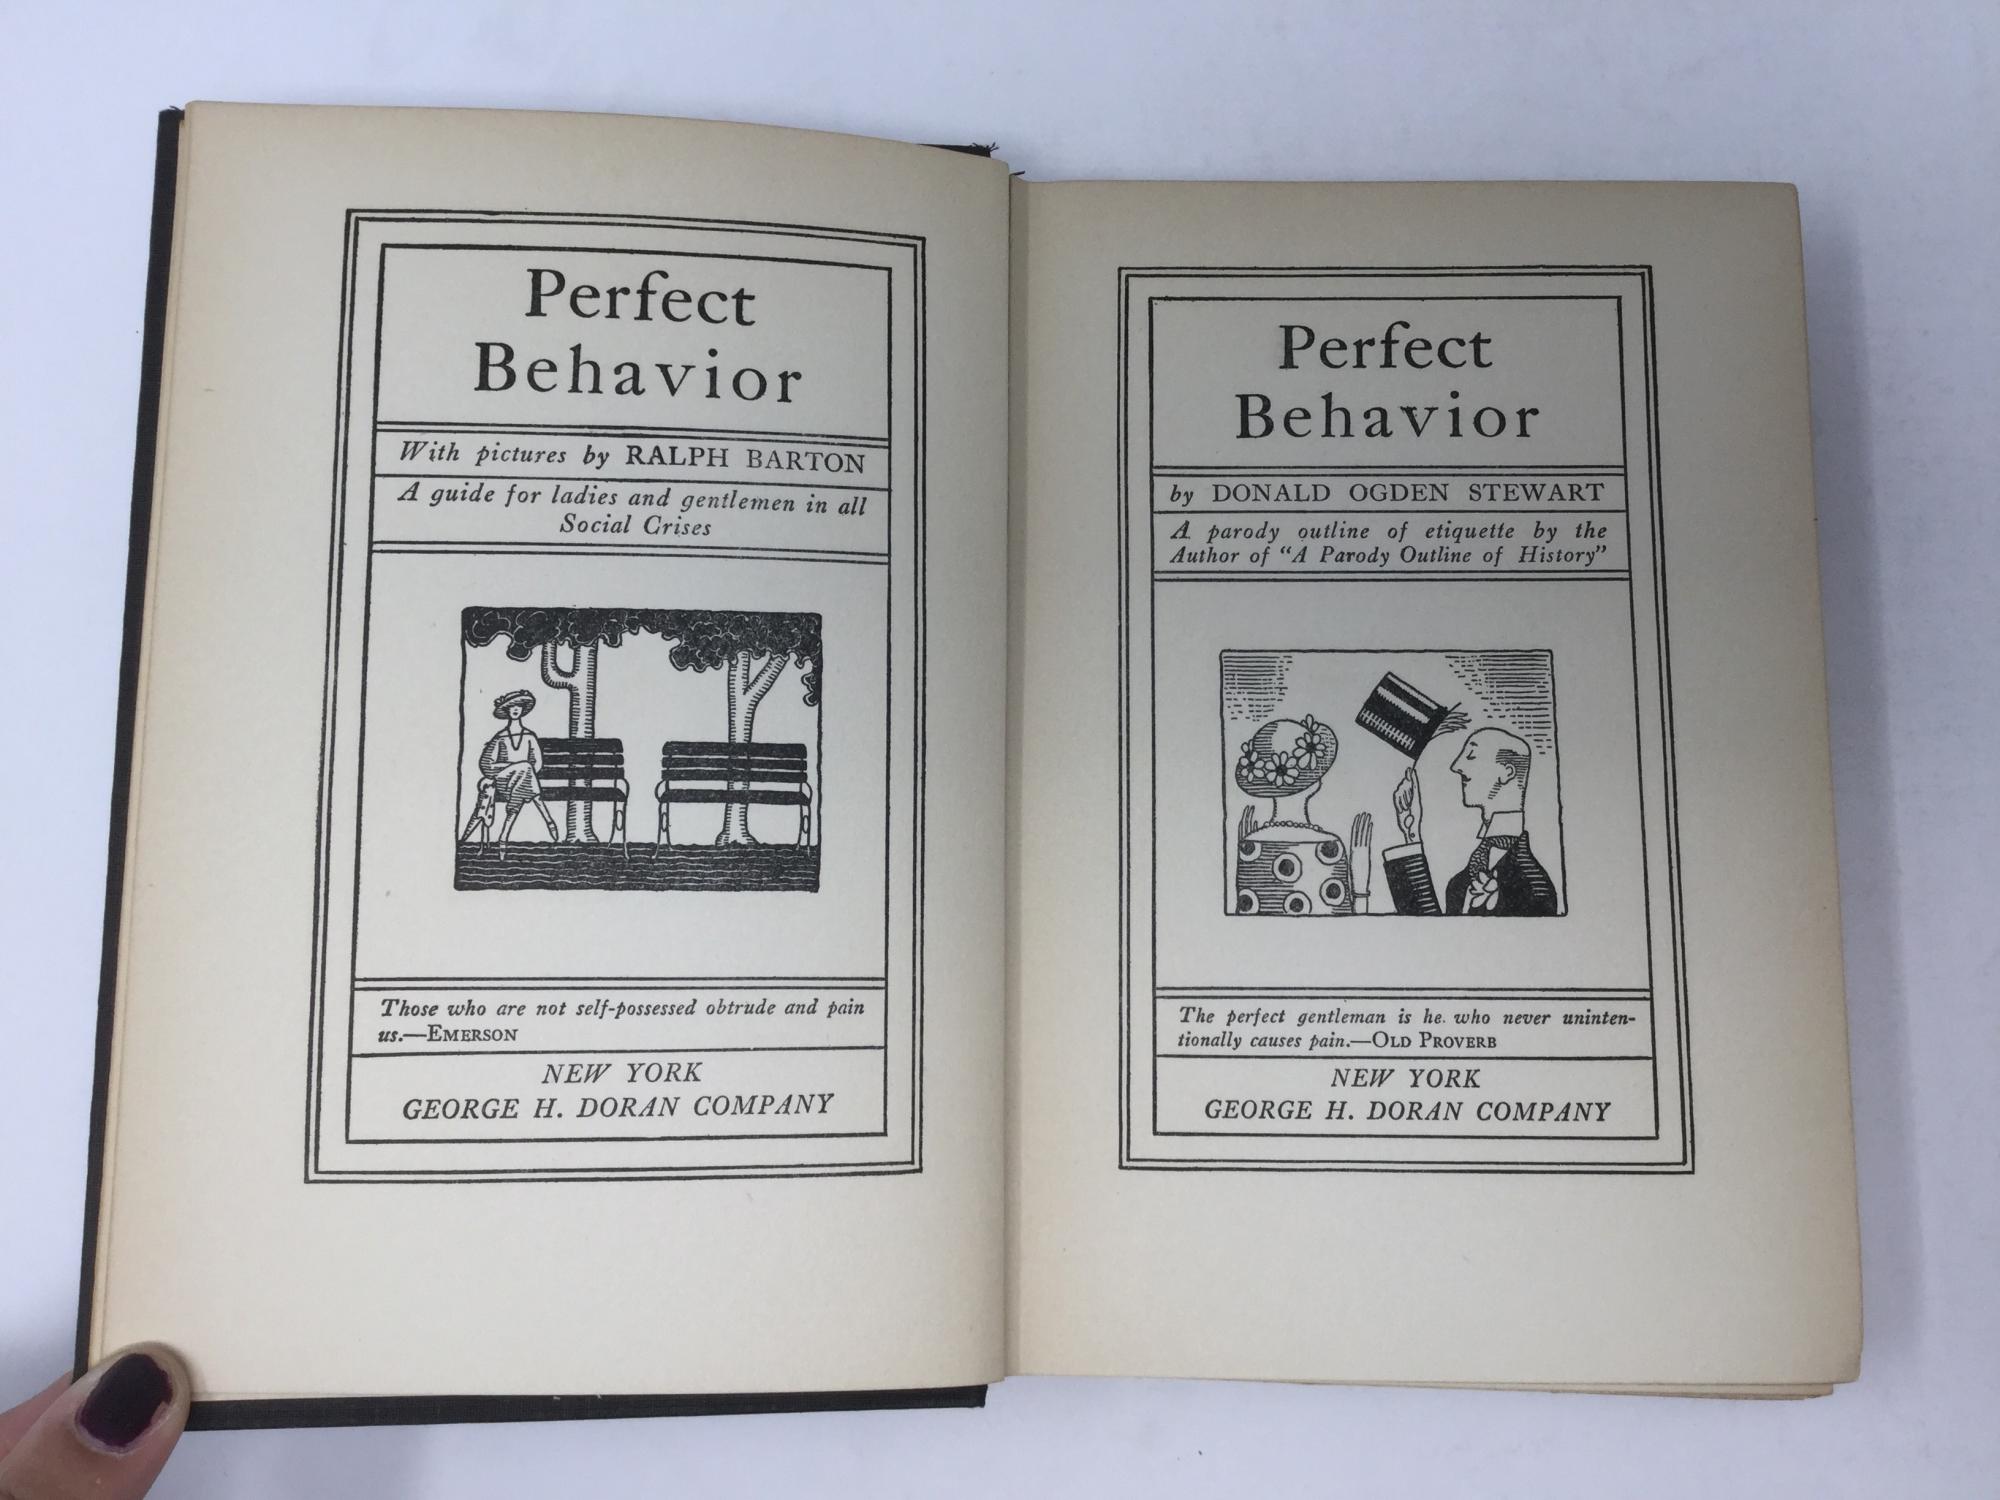 Perfect
Behavior
With pictures by RALPH BARTON
A guide for ladies and gentlemen in all
Social Crises
Those who are not self-possessed obtrude and pain
us.—EMERSON
NEW YORK
GEORGE H. DORAN COMPANY
Perfect
Behavior
by DONALD OGDEN STEWART
A parody outline of etiquette by the
Author of “A Parody Outline of History”
The perfect gentleman is he who never uninten-
tionally causes pain.—OLD PROVERB
NEW YORK
GEORGE H. DORAN COMPANY